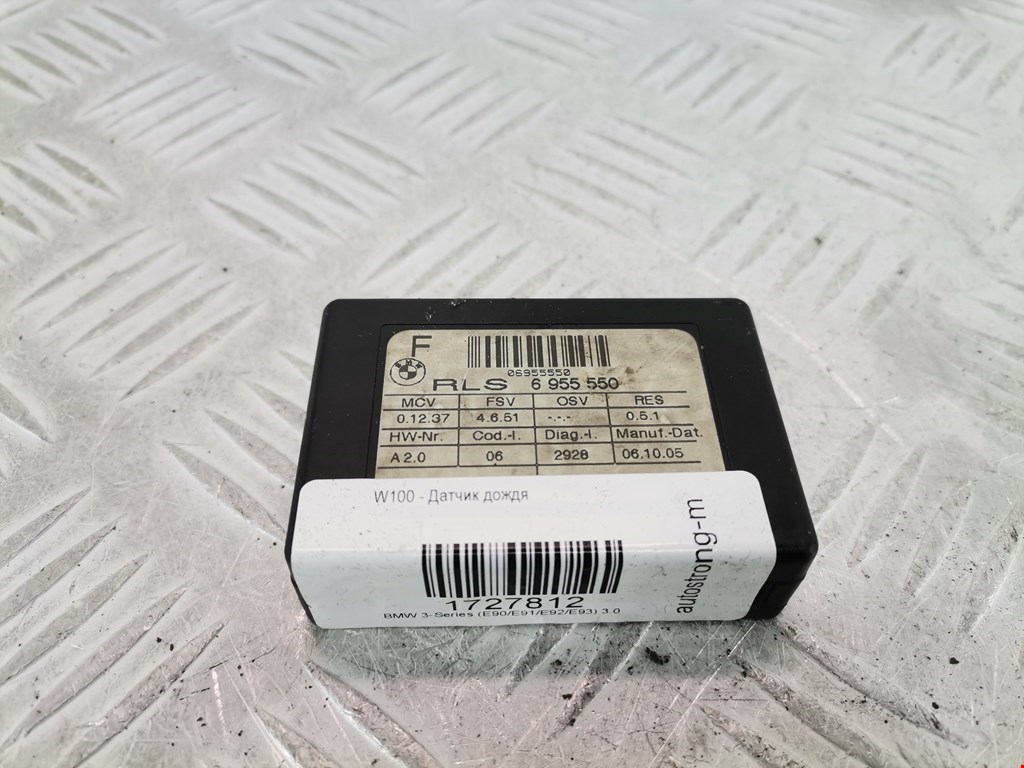 F
06955550
BMW
RLS 6 955 550
MCV FSV OSV RES
0.12.37 4.6.51 -.-.- 0.5.1
HW-Nr. Cod.-I. Diag.-I. Manuf.-Dat.
A 2.0 06 2928 06.10.05
W100 - Датчик дождя
1727812
BMW 3-Series (E90/E91/E92/E93) 3.0
autostrong-m